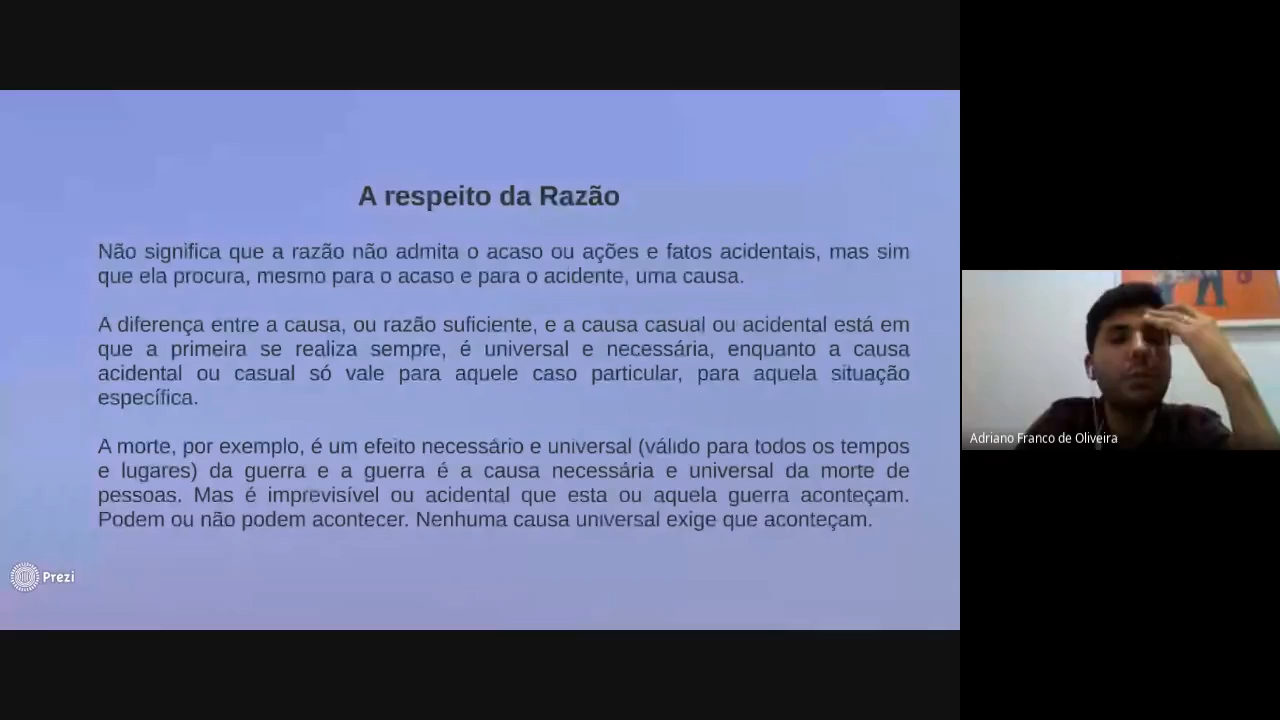 A respeito da Razão
Não significa que a razão não admita o acaso ou ações e fatos acidentais, mas sim
que ela procura, mesmo para o acaso e para o acidente, uma causa.
A diferença entre a causa, ou razão suficiente, e a causa casual ou acidental está em
que a primeira se realiza sempre, é universal e necessária, enquanto a causa
acidental ou casual só vale para aquele caso particular, para aquela situação
específica.
A morte, por exemplo, é um efeito necessário e universal (válido para todos os tempos
e lugares) da guerra e a guerra é a causa necessária e universal da morte de
pessoas. Mas é imprevisível ou acidental que esta ou aquela guerra aconteçam.
Podem ou não podem acontecer. Nenhuma causa universal exige que aconteçam.
Prezi
Adriano Franco de Oliveira